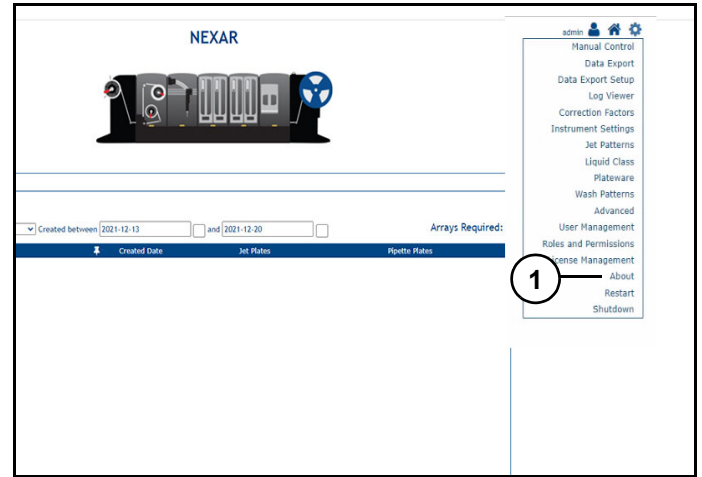 NEXAR
admin
Manual Control
Data Export
Data Export Setup
Log Viewer
Correction Factors
Instrument Settings
Jet Patterns
Liquid Class
Plateware
Wash Patterns
Advanced
User Management
Roles and Permissions
License Management
About
Restart
Shutdown
1
Created between 2021-12-13 and 2021-12-20 Arrays Required:
Created Date Jet Plates Pipette Plates